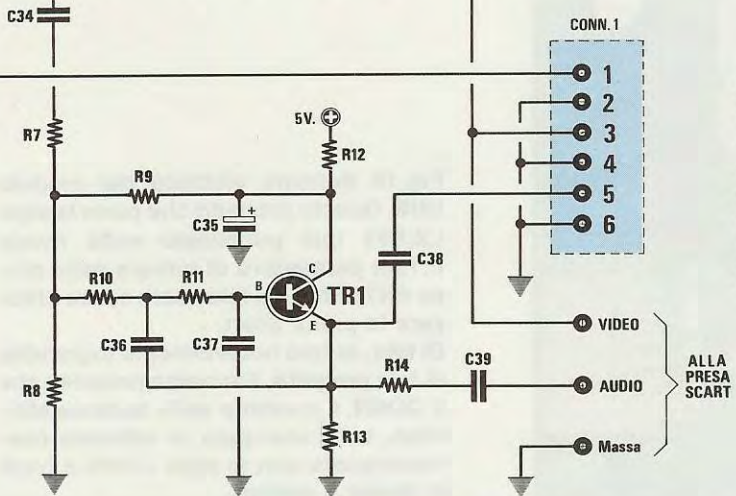 C34
CONN. 1
1
2
3
4
5
6
R7
5V.
R12
R9
+
C35
C38
R10
R11
B
C
E
TR1
C36
C37
R8
R13
R14
C39
VIDEO
AUDIO
Massa
ALLA
PRESA
SCART